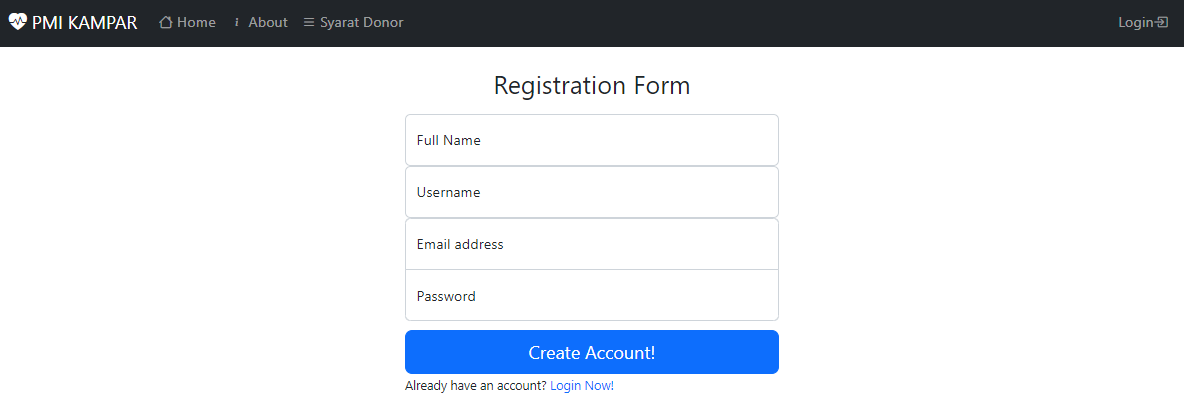 PMI KAMPAR Home About Syarat Donor Login
Registration Form
Full Name
Username
Email address
Password
Create Account!
Already have an account? Login Now!